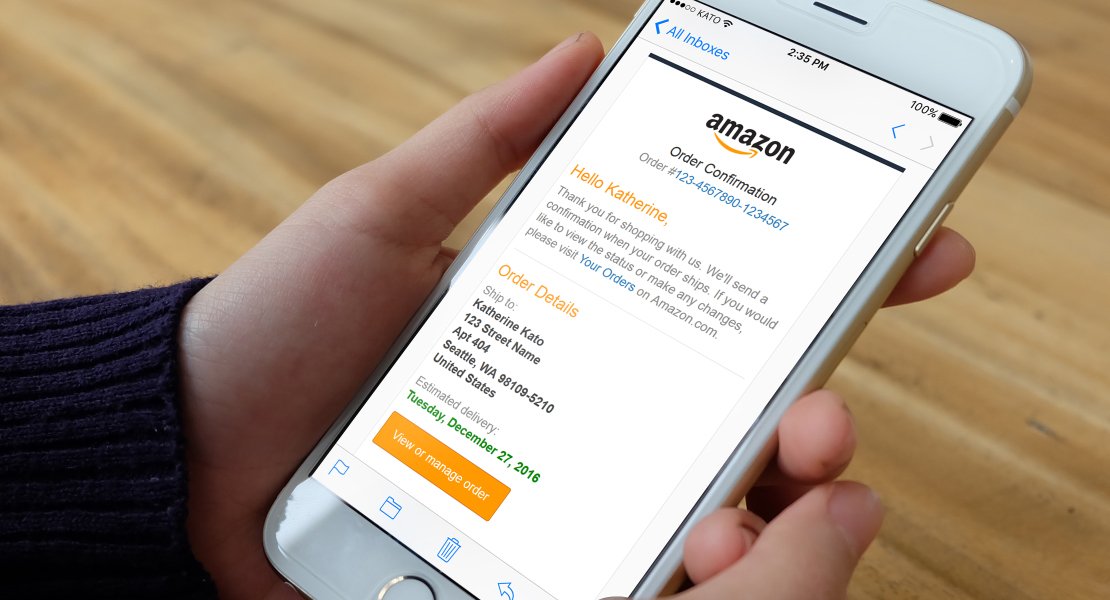 KATO
2:35 PM
100%
All Inboxes
amazon
Order Confirmation
Order #123-4567890-1234567
Hello Katherine,
Thank you for shopping with us. We'll send a
confirmation when your order ships. If you would
like to view the status or make any changes,
please visit Your Orders on Amazon.com.
Order Details
Ship to:
Katherine Kato
123 Street Name
Apt 404
Seattle, WA 98109-5210
United States
Estimated delivery:
Tuesday, December 27, 2016
View or manage order